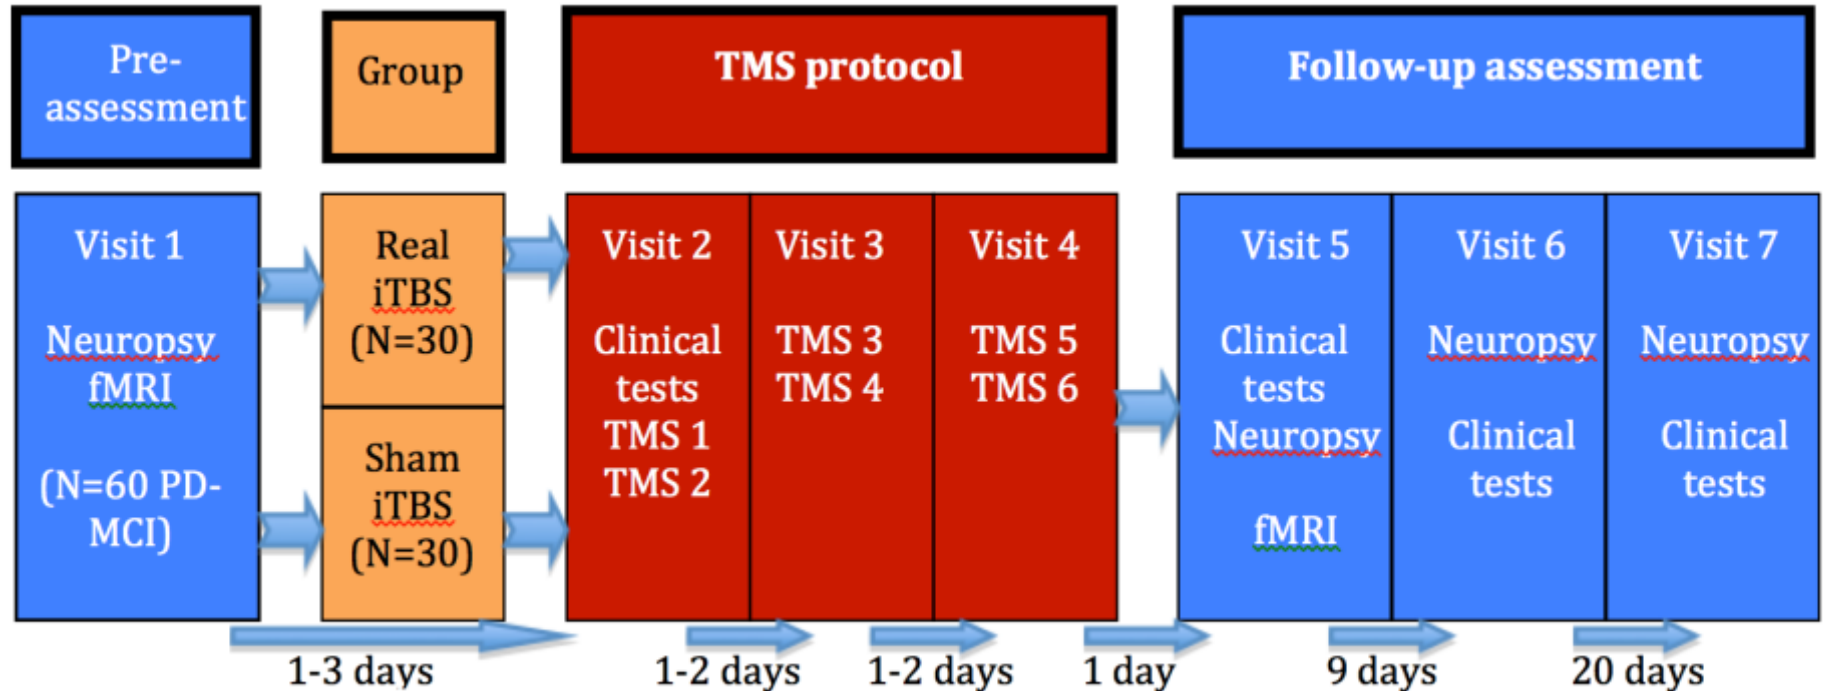 Pre-
assessment
Group
TMS protocol
Follow-up assessment
Visit 1
Neuropsy
fMRI
(N=60 PD-
MCI)
Real
iTBS
(N=30)
Sham
iTBS
(N=30)
Visit 2
Clinical
tests
TMS 1
TMS 2
Visit 3
TMS 3
TMS 4
Visit 4
TMS 5
TMS 6
Visit 5
Clinical
tests
Neuropsy
fMRI
Visit 6
Neuropsy
Clinical
tests
Visit 7
Neuropsy
Clinical
tests
1-3 days
1-2 days
1-2 days
1 day
9 days
20 days